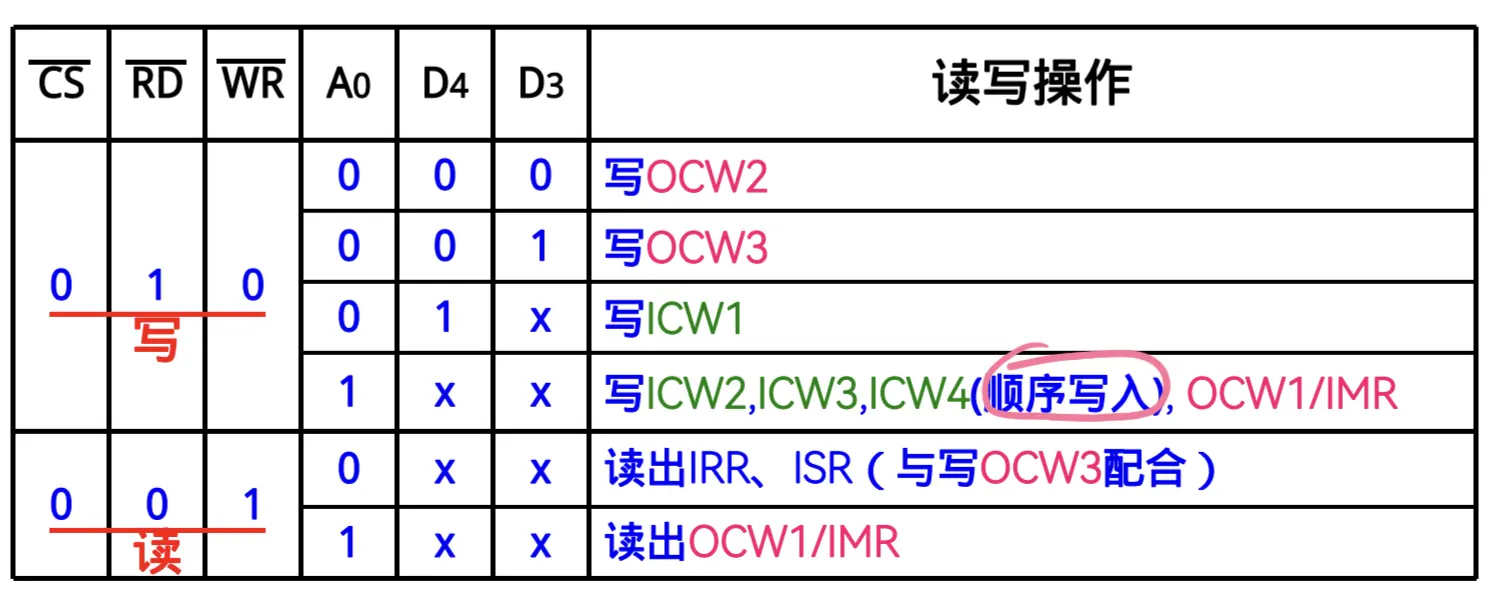 CS RD WR A0 D4 D3 读写操作
0 1 0 写
0 0 0 写OCW2
0 0 1 写OCW3
0 1 x 写ICW1
1 x x 写ICW2,ICW3,ICW4(顺序写入), OCW1/IMR
0 0 1 读
0 x x 读出IRR、ISR（与写OCW3配合）
1 x x 读出OCW1/IMR